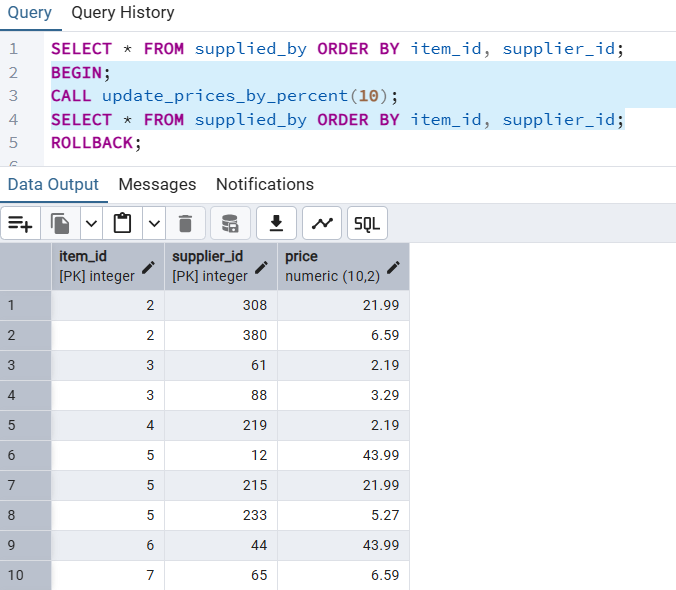 Query Query History
1 SELECT * FROM supplied_by ORDER BY item_id, supplier_id;
2 BEGIN;
3 CALL update_prices_by_percent(10);
4 SELECT * FROM supplied_by ORDER BY item_id, supplier_id;
5 ROLLBACK;
6
Data Output Messages Notifications
SQL
item_id supplier_id price
[PK] integer [PK] integer numeric (10,2)
1 2 308 21.99
2 2 380 6.59
3 3 61 2.19
4 3 88 3.29
5 4 219 2.19
6 5 12 43.99
7 5 215 21.99
8 5 233 5.27
9 6 44 43.99
10 7 65 6.59